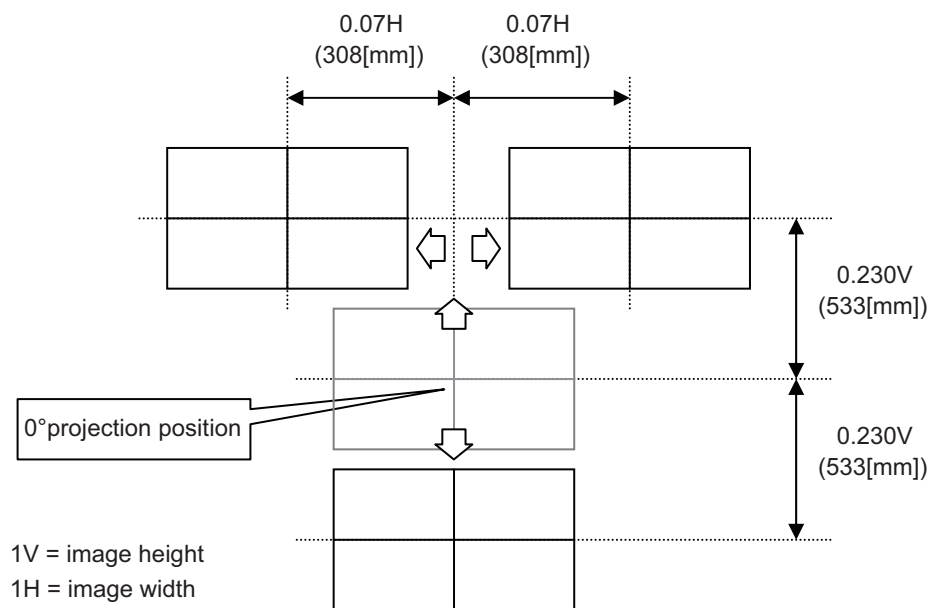 0.07H
(308[mm])
0.07H
(308[mm])
0.230V
(533[mm])
0°projection position
0.230V
(533[mm])
1V = image height
1H = image width